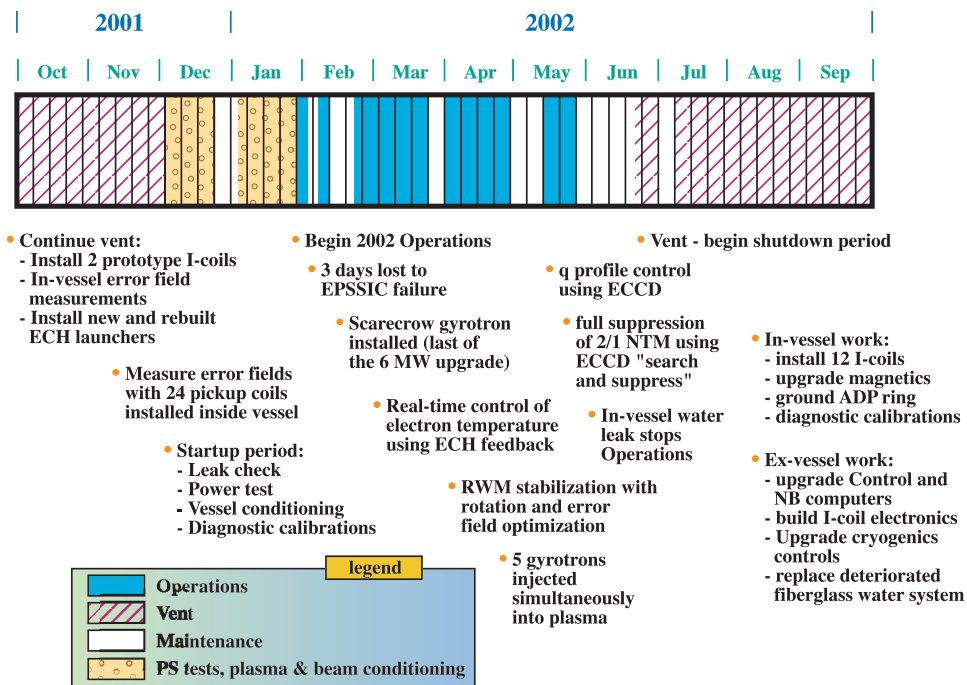 2001
2002
Oct Nov Dec Jan Feb Mar Apr May Jun Jul Aug Sep
• Continue vent:
- Install 2 prototype I-coils
- In-vessel error field
measurements
- Install new and rebuilt
ECH launchers
• Measure error fields
with 24 pickup coils
installed inside vessel
• Startup period:
- Leak check
- Power test
- Vessel conditioning
- Diagnostic calibrations
• Begin 2002 Operations
• 3 days lost to
EPSSIC failure
• Scarecrow gyrotron
installed (last of
the 6 MW upgrade)
• Real-time control of
electron temperature
using ECH feedback
• RWM stabilization with
rotation and error
field optimization
• 5 gyrotrons
injected
simultaneously
into plasma
• q profile control
using ECCD
• full suppression
of 2/1 NTM using
ECCD "search
and suppress"
• In-vessel water
leak stops
Operations
• Vent - begin shutdown period
• In-vessel work:
- install 12 I-coils
- upgrade magnetics
- ground ADP ring
- diagnostic calibrations
• Ex-vessel work:
- upgrade Control and
NB computers
- build I-coil electronics
- Upgrade cryogenics
controls
- replace deteriorated
fiberglass water system
legend
Operations
Vent
Maintenance
PS tests, plasma & beam conditioning